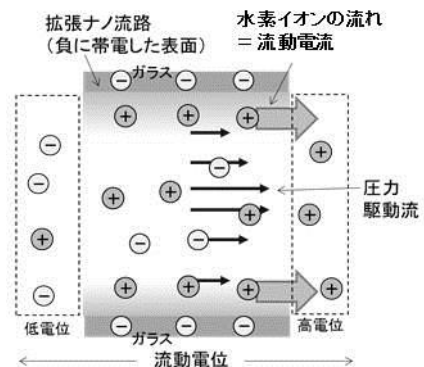 拡張ナノ流路
(負に帯電した表面)
水素イオンの流れ
= 流動電流
ガラス
圧力
駆動流
ガラス
低電位
高電位
流動電位